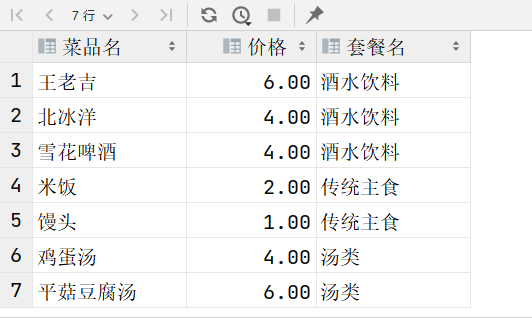 7 行
菜品名 价格 套餐名
1 王老吉 6.00 酒水饮料
2 北冰洋 4.00 酒水饮料
3 雪花啤酒 4.00 酒水饮料
4 米饭 2.00 传统主食
5 馒头 1.00 传统主食
6 鸡蛋汤 4.00 汤类
7 平菇豆腐汤 6.00 汤类